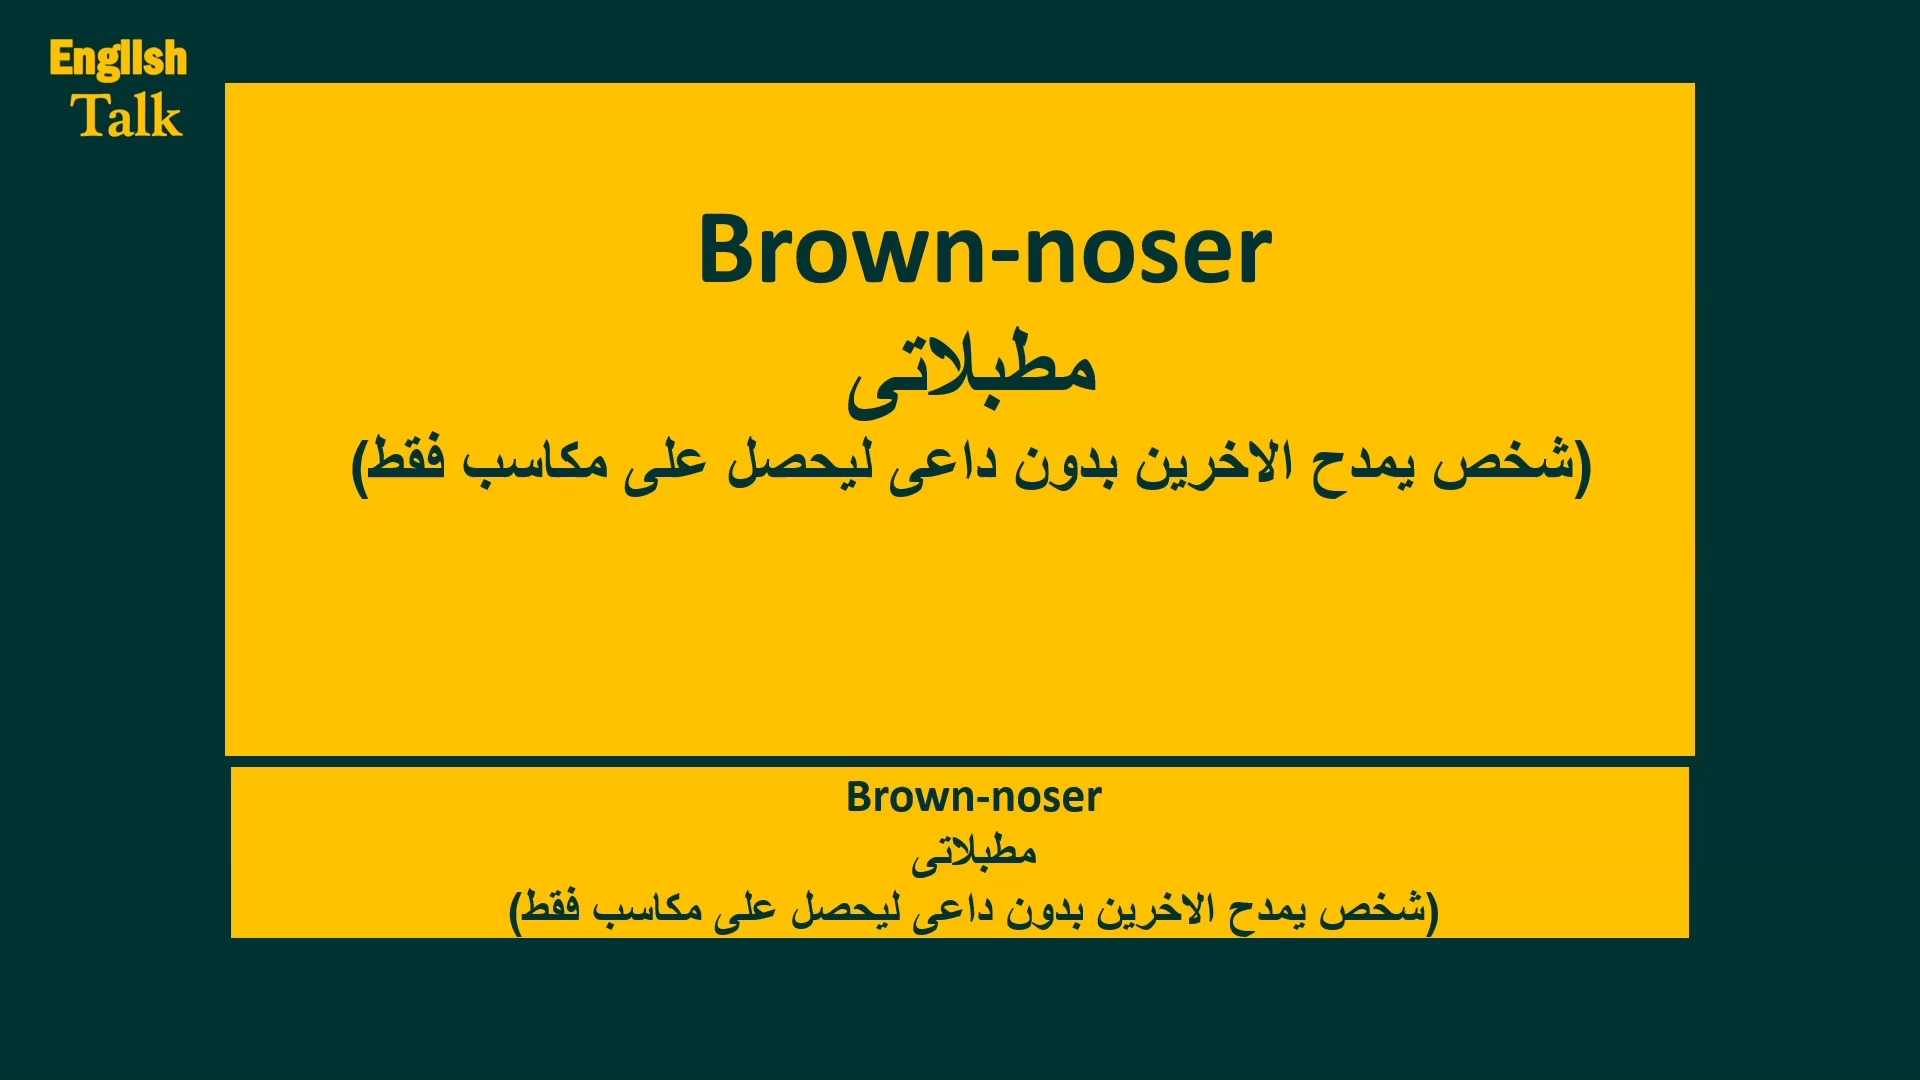 English
Talk
Brown-noser
مطبلاتى
(شخص يمدح الاخرين بدون داعى ليحصل على مكاسب فقط)
Brown-noser
مطبلاتى
(شخص يمدح الاخرين بدون داعى ليحصل على مكاسب فقط)